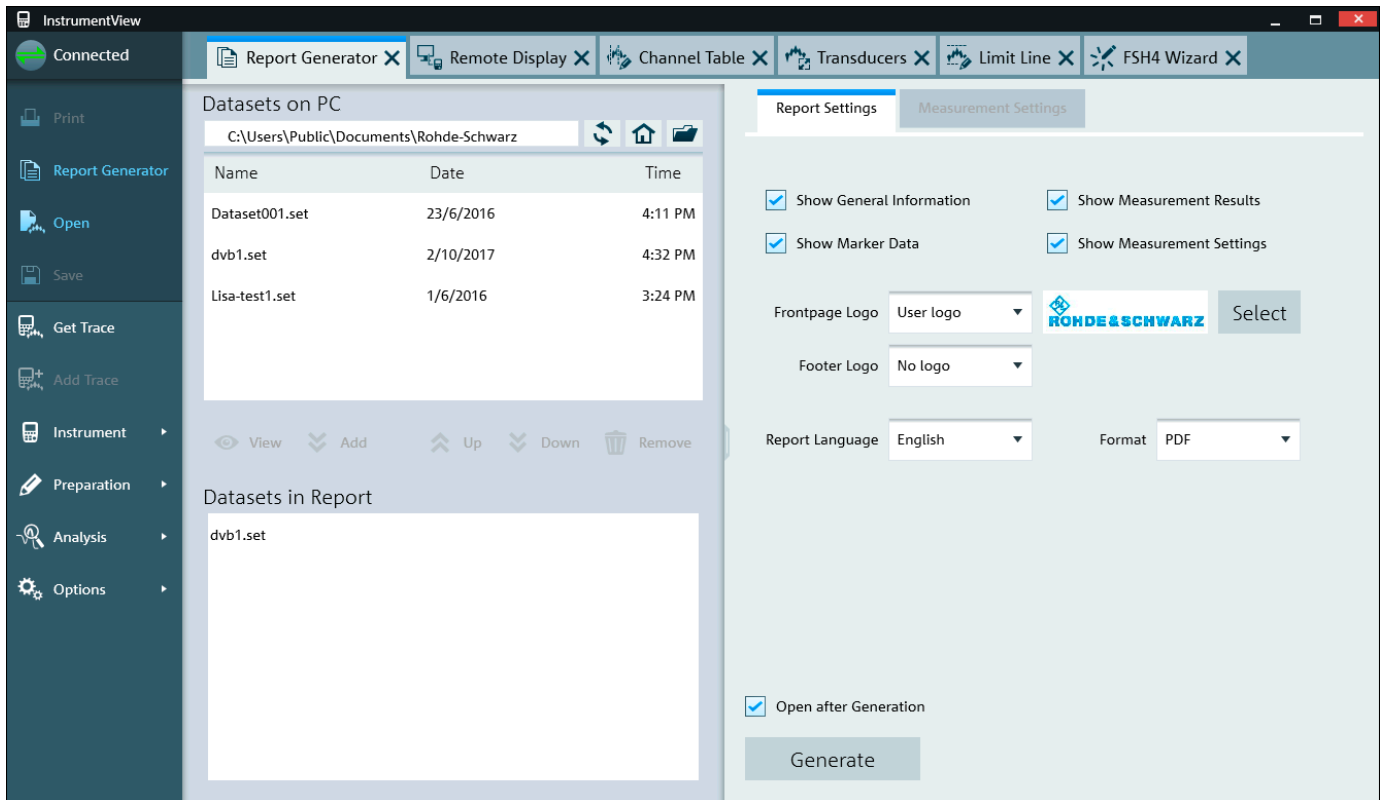 InstrumentView
Connected
Report Generator
Remote Display
Channel Table
Transducers
Limit Line
FSH4 Wizard
Print
Report Generator
Open
Save
Get Trace
Add Trace
Instrument
Preparation
Analysis
Options
Datasets on PC
C:\Users\Public\Documents\Rohde-Schwarz
Name Date Time
Dataset001.set 23/6/2016 4:11 PM
dvb1.set 2/10/2017 4:32 PM
Lisa-test1.set 1/6/2016 3:24 PM
View Add Up Down Remove
Datasets in Report
dvb1.set
Report Settings Measurement Settings
Show General Information Show Measurement Results
Show Marker Data Show Measurement Settings
Frontpage Logo User logo ROHDE&SCHWARZ Select
Footer Logo No logo
Report Language English Format PDF
Open after Generation
Generate